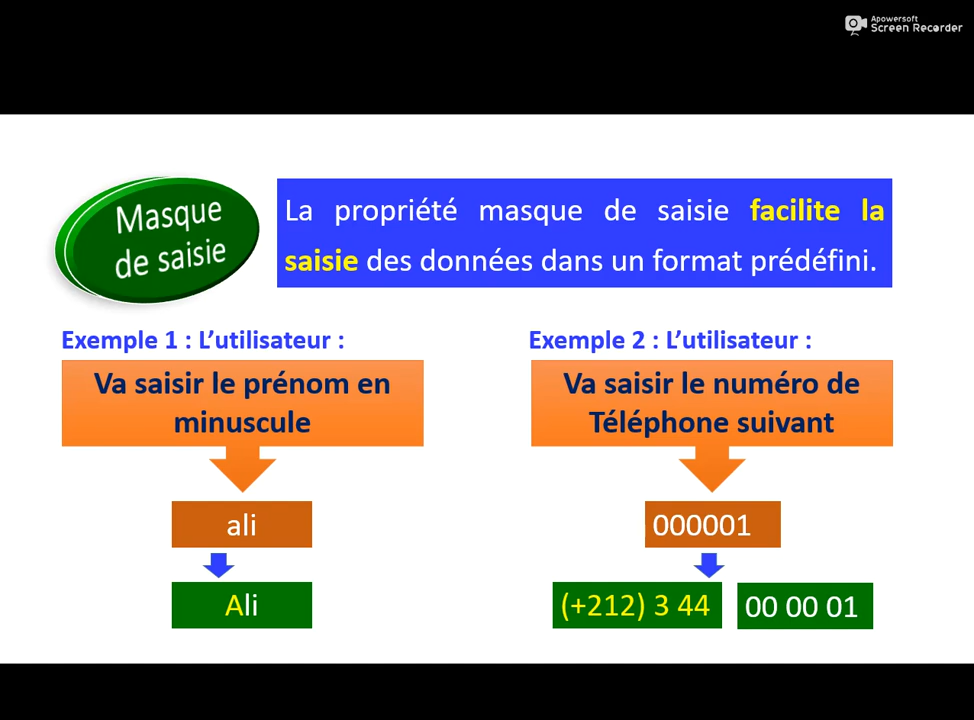 Apowersoft
Screen Recorder
Masque
de saisie
La propriété masque de saisie facilite la
saisie des données dans un format prédéfini.
Exemple 1 : L’utilisateur :
Va saisir le prénom en
minuscule
ali
Ali
Exemple 2 : L’utilisateur :
Va saisir le numéro de
Téléphone suivant
000001
(+212) 3 44
00 00 01